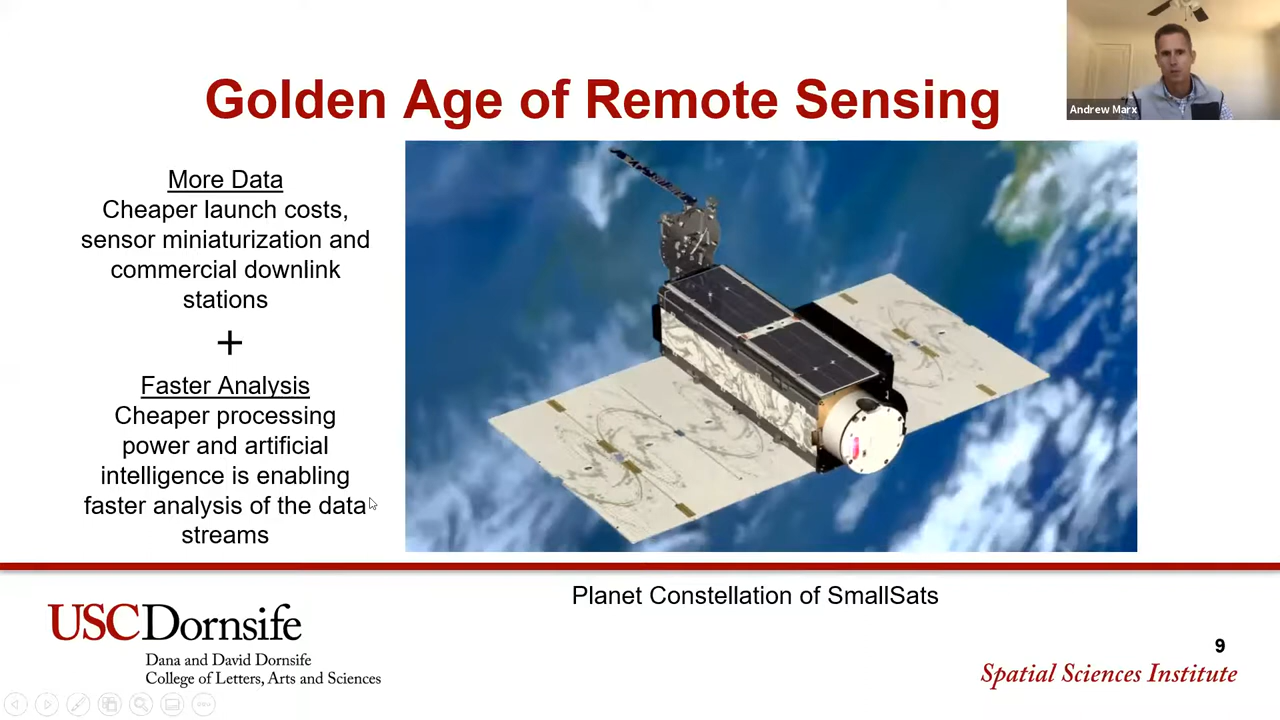 Golden Age of Remote Sensing
Andrew Marx
More Data
Cheaper launch costs,
sensor miniaturization and
commercial downlink
stations
+
Faster Analysis
Cheaper processing
power and artificial
intelligence is enabling
faster analysis of the data
streams
Planet Constellation of SmallSats
USCDornsife
Dana and David Dornsife
College of Letters, Arts and Sciences
9
Spatial Sciences Institute